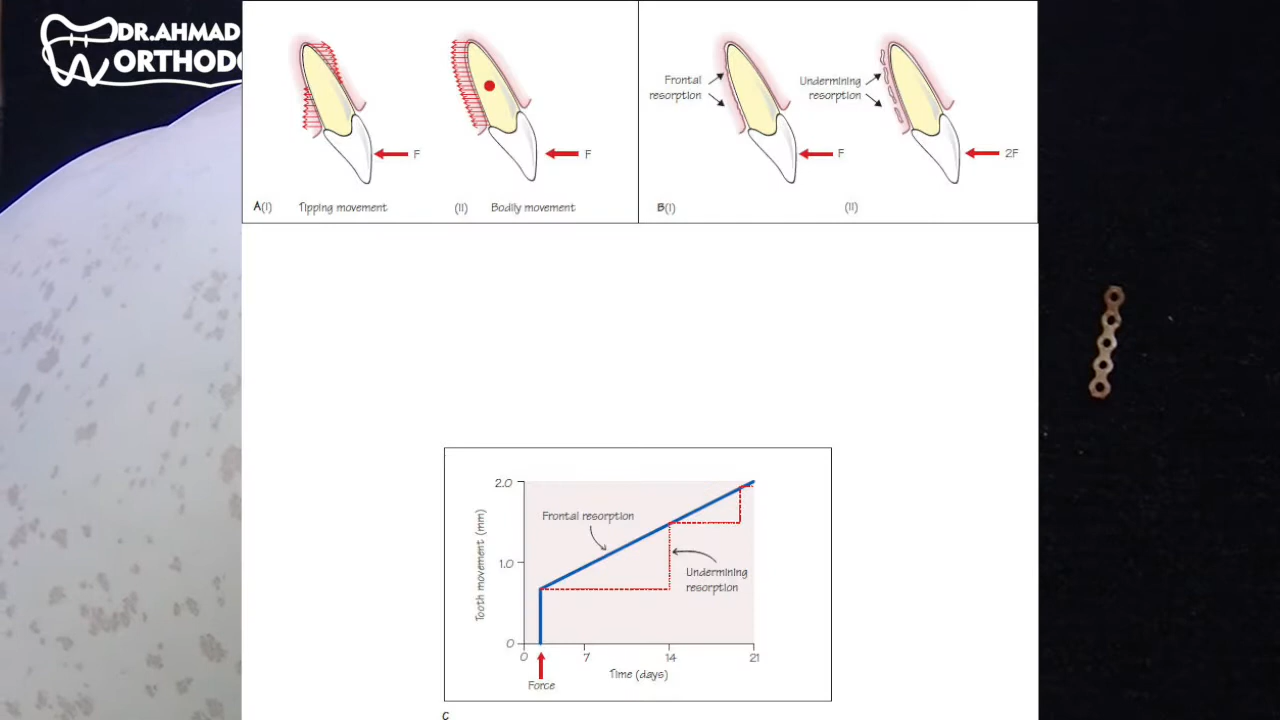 DR.AHMAD
ORTHODO
F
F
A(I)
Tipping movement
(II)
Bodily movement
Frontal
resorption
F
Undermining
resorption
2F
B(I)
(II)
2.0
1.0
0
Tooth movement (mm)
Frontal resorption
Undermining
resorption
0
7
14
21
Time (days)
Force
C